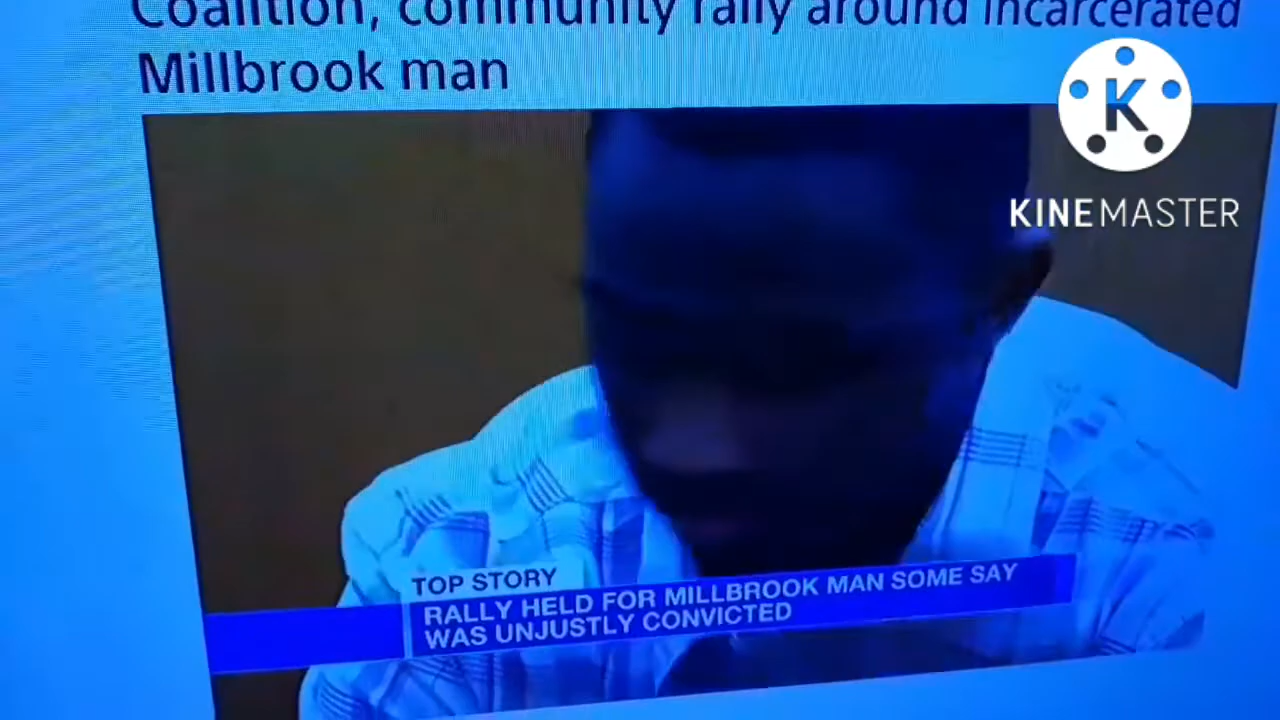 Coalition, community rally around incarcerated
Millbrook man
K
KINEMASTER
TOP STORY
RALLY HELD FOR MILLBROOK MAN SOME SAY
WAS UNJUSTLY CONVICTED